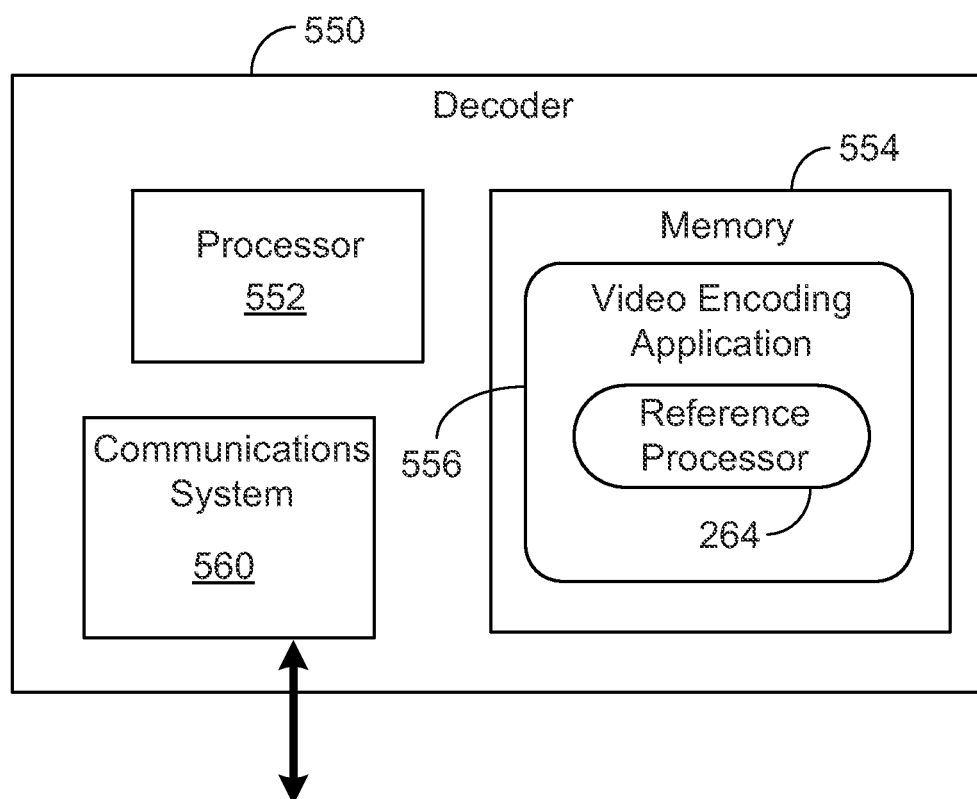 550
Decoder
554
Processor
552
Memory
Video Encoding
Application
Reference
Processor
556
264
Communications
System
560